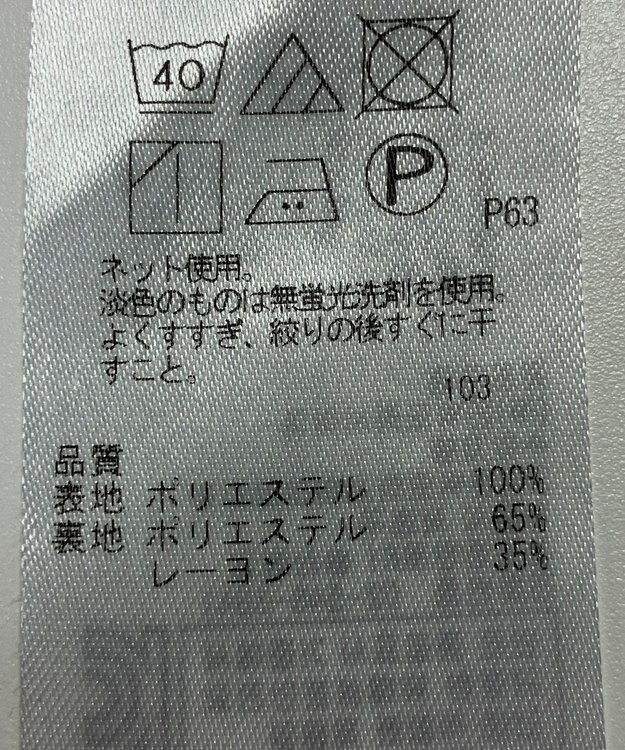 40
P
P63
ネット使用。
淡色のものは無蛍光洗剤を使用。
よくすすぎ、絞りの後すぐに干
すこと。
103
品質
表地 ポリエステル 100%
裏地 ポリエステル 65%
レーヨン 35%